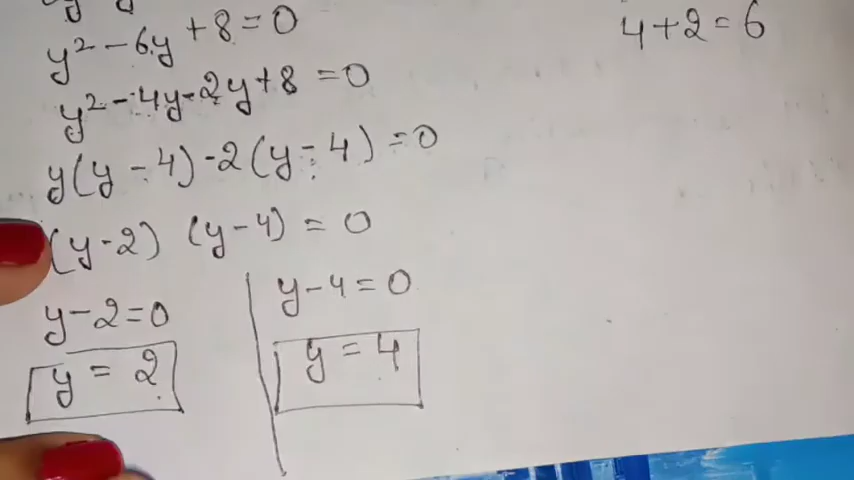 y² - 6y + 8 = 0
4 + 2 = 6
y² - 4y - 2y + 8 = 0
y(y - 4) - 2(y - 4) = 0
(y - 2) (y - 4) = 0
y - 2 = 0
y = 2
y - 4 = 0
y = 4